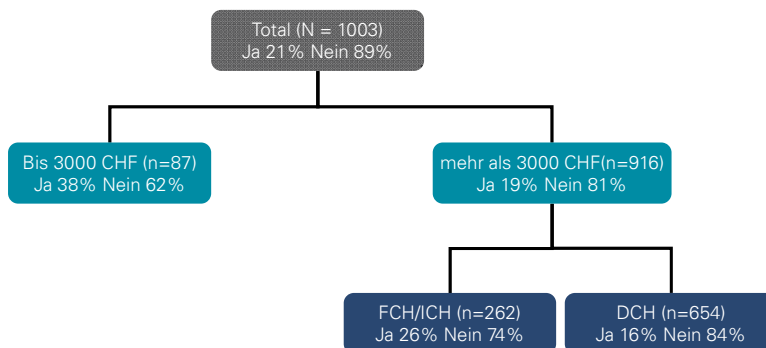 Total (N = 1003)
Ja 21% Nein 89%
Bis 3000 CHF (n=87)
Ja 38% Nein 62%
mehr als 3000 CHF(n=916)
Ja 19% Nein 81%
FCH/ICH (n=262)
Ja 26% Nein 74%
DCH (n=654)
Ja 16% Nein 84%